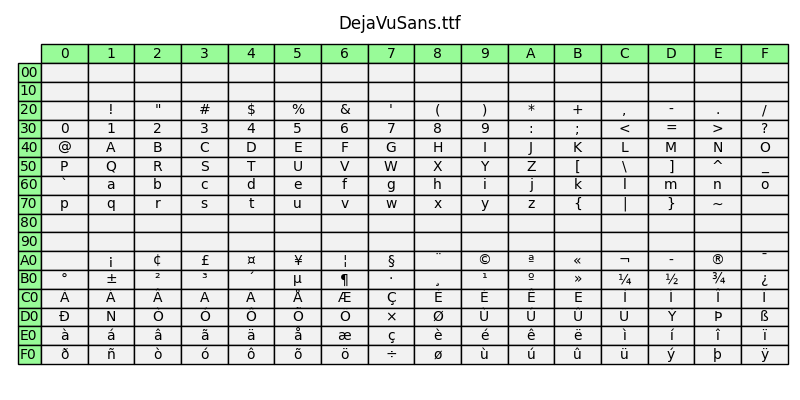 DejaVuSans.ttf
0 1 2 3 4 5 6 7 8 9 A B C D E F
00
10
20 ! " # $ % & ' ( ) * + , - . /
30 0 1 2 3 4 5 6 7 8 9 : ; < = > ?
40 @ A B C D E F G H I J K L M N O
50 P Q R S T U V W X Y Z [ \ ] ^ _
60 ` a b c d e f g h i j k l m n o
70 p q r s t u v w x y z { | } ~
80
90
A0 ¡ ¢ £ ¤ ¥ ¦ § ¨ © ª « ¬ - ® ¯
B0 ° ± ² ³ ´ µ ¶ · ¸ ¹ º » ¼ ½ ¾ ¿
C0 À Á Â Ã Ä Å Æ Ç È É Ê Ë Ì Í Î Ï
D0 Ð Ñ Ò Ó Ô Õ Ö × Ø Ù Ú Û Ü Ý Þ ß
E0 à á â ã ä å æ ç è é ê ë ì í î ï
F0 ð ñ ò ó ô õ ö ÷ ø ù ú û ü ý þ ÿ